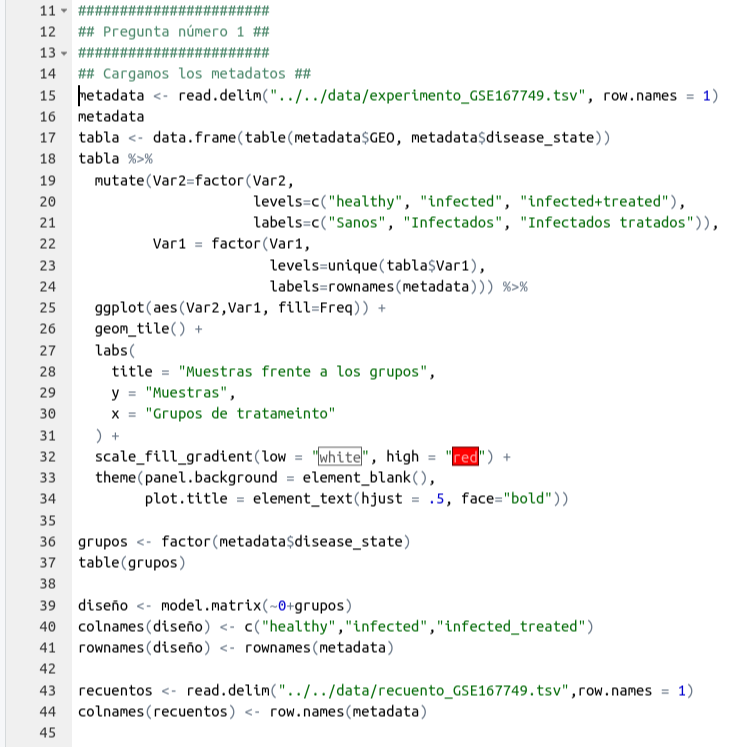 11 #######################
12 ## Pregunta número 1 ##
13 #######################
14 ## Cargamos los metadatos ##
15 metadata <- read.delim("../../data/experimento_GSE167749.tsv", row.names = 1)
16 metadata
17 tabla <- data.frame(table(metadata$GEO, metadata$disease_state))
18 tabla %>%
19   mutate(Var2=factor(Var2,
20                      levels=c("healthy", "infected", "infected+treated"),
21                      labels=c("Sanos", "Infectados", "Infectados tratados")),
22          Var1 = factor(Var1,
23                        levels=unique(tabla$Var1),
24                        labels=rownames(metadata))) %>%
25   ggplot(aes(Var2,Var1, fill=Freq)) +
26   geom_tile() +
27   labs(
28     title = "Muestras frente a los grupos",
29     y = "Muestras",
30     x = "Grupos de tratameinto"
31   ) +
32   scale_fill_gradient(low = "white", high = "red") +
33   theme(panel.background = element_blank(),
34         plot.title = element_text(hjust = .5, face="bold"))
35
36 grupos <- factor(metadata$disease_state)
37 table(grupos)
38
39 diseño <- model.matrix(~0+grupos)
40 colnames(diseño) <- c("healthy","infected","infected_treated")
41 rownames(diseño) <- rownames(metadata)
42
43 recuentos <- read.delim("../../data/recuento_GSE167749.tsv",row.names = 1)
44 colnames(recuentos) <- row.names(metadata)
45